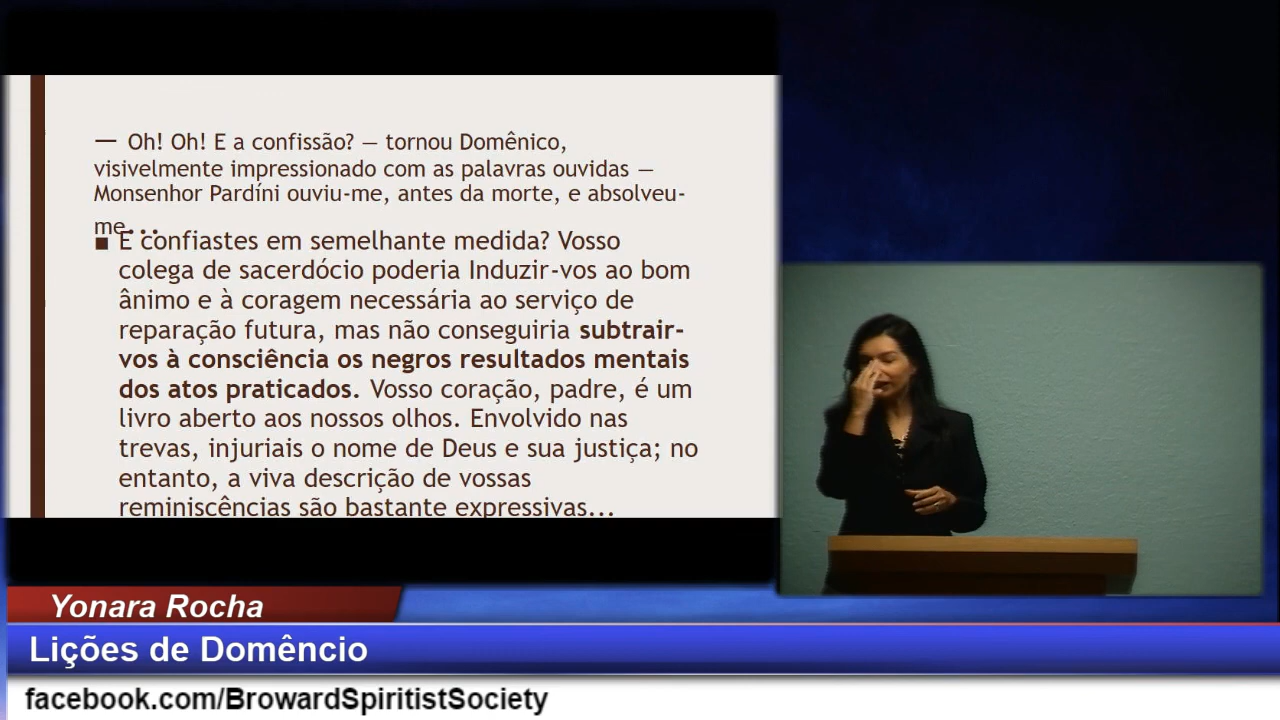 — Oh! Oh! E a confissão? — tornou Domênico,
visivelmente impressionado com as palavras ouvidas —
Monsenhor Pardíni ouviu-me, antes da morte, e absolveu-
me...
■ E confiastes em semelhante medida? Vosso
colega de sacerdócio poderia Induzir-vos ao bom
ânimo e à coragem necessária ao serviço de
reparação futura, mas não conseguiria subtrair-
vos à consciência os negros resultados mentais
dos atos praticados. Vosso coração, padre, é um
livro aberto aos nossos olhos. Envolvido nas
trevas, injuriais o nome de Deus e sua justiça; no
entanto, a viva descrição de vossas
reminiscências são bastante expressivas...
Yonara Rocha
Lições de Domêncio
facebook.com/BrowardSpiritistSociety